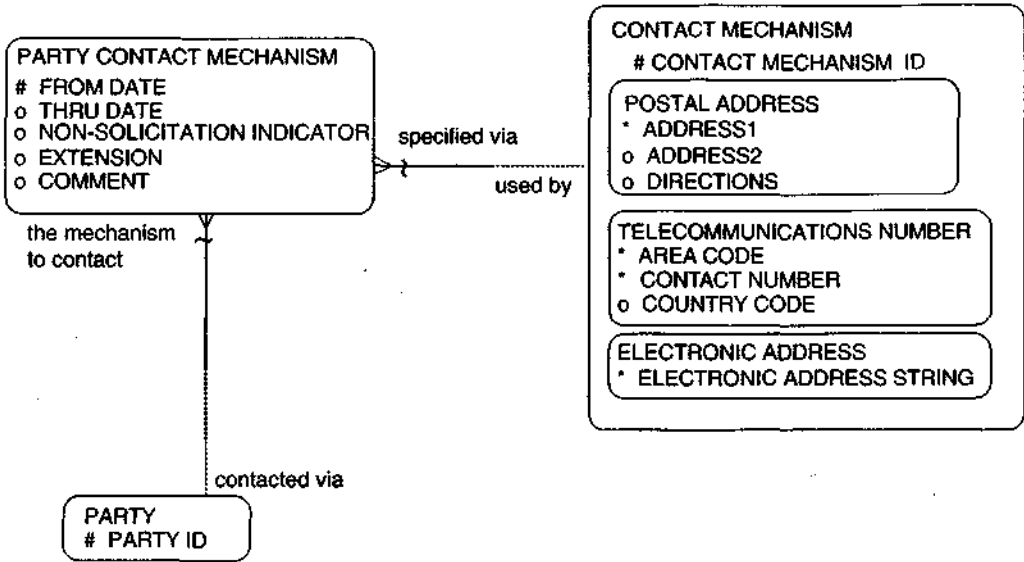 PARTY CONTACT MECHANISM
# FROM DATE
o THRU DATE
o NON-SOLICITATION INDICATOR
o EXTENSION
o COMMENT
specified via
used by
the mechanism
to contact
contacted via
PARTY
# PARTY ID
CONTACT MECHANISM
# CONTACT MECHANISM ID
POSTAL ADDRESS
* ADDRESS1
o ADDRESS2
o DIRECTIONS
TELECOMMUNICATIONS NUMBER
* AREA CODE
* CONTACT NUMBER
o COUNTRY CODE
ELECTRONIC ADDRESS
* ELECTRONIC ADDRESS STRING